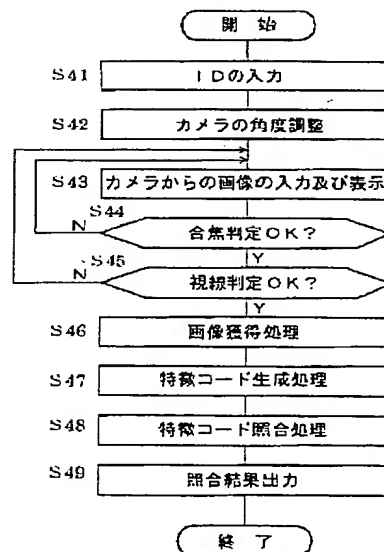 開 始
S41 IDの入力
S42 カメラの角度調整
S43 カメラからの画像の入力及び表示
S44
N 合焦判定OK?
Y
S45
N 視線判定OK?
Y
S46 画像獲得処理
S47 特徴コード生成処理
S48 特徴コード照合処理
S49 照合結果出力
終 了